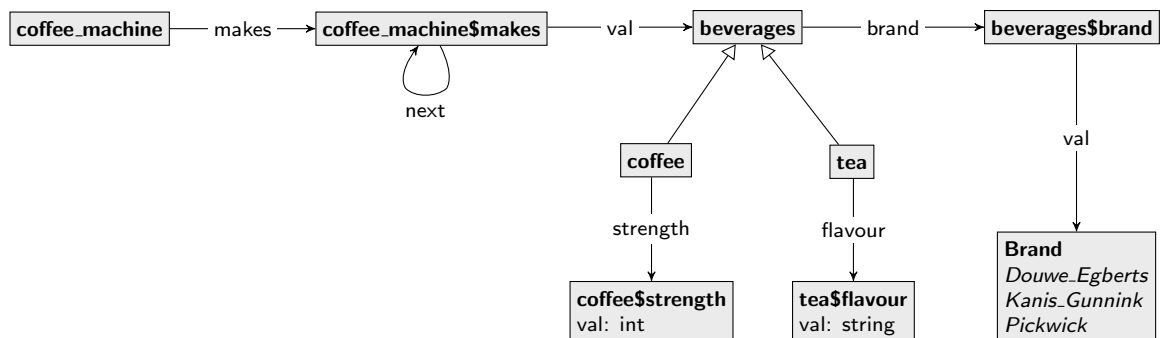 coffee_machine
makes
coffee_machine$makes
val
beverages
brand
beverages$brand
next
val
coffee
tea
strength
flavour
coffee$strength
val: int
tea$flavour
val: string
Brand
Douwe_Egberts
Kanis_Gunnink
Pickwick